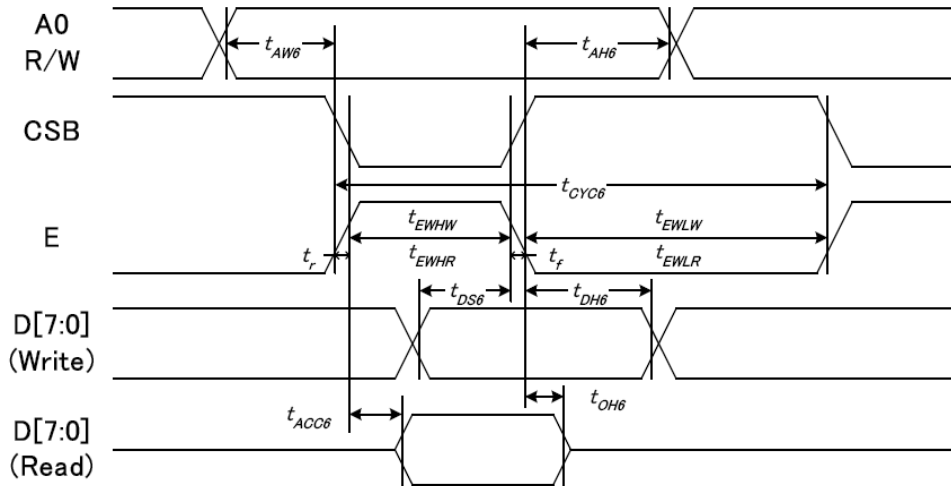 A0
R/W
tAW6
tAH6
CSB
tCYC6
E
tEWHW
tEWLW
tr
tEWHR
tf
tEWLR
tDS6
tDH6
D[7:0]
(Write)
tACC6
tOH6
D[7:0]
(Read)